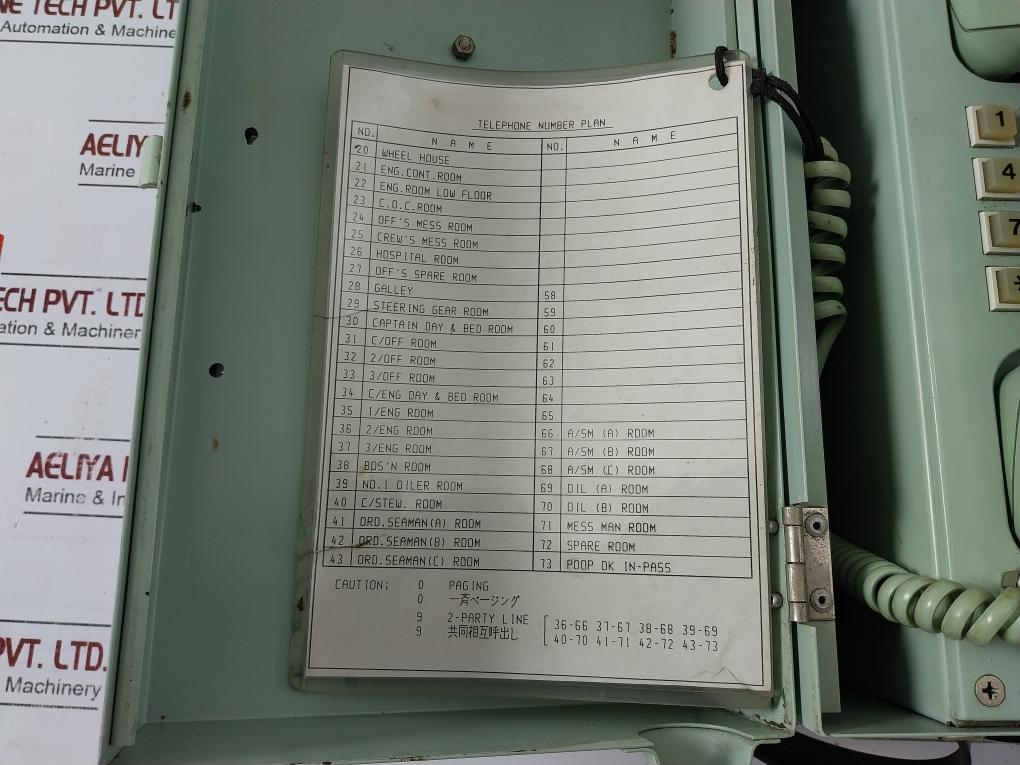 NE TECH PVT. LT
Automation & Machine
AELIY
Marine
ECH PVT. LTD
ation & Machiner
AELIYA
Marine & In
PVT. LTD.
Machinery
TELEPHONE NUMBER PLAN
NO. NAME NO. NAME
20 WHEEL HOUSE
21 ENG.CONT.ROOM
22 ENG.ROOM LOW FLOOR
23 C.O.C.ROOM
24 OFF'S MESS ROOM
25 CREW'S MESS ROOM
26 HOSPITAL ROOM
27 OFF'S SPARE ROOM
28 GALLEY 58
29 STEERING GEAR ROOM 59
30 CAPTAIN DAY & BED ROOM 60
31 C/OFF ROOM 61
32 2/OFF ROOM 62
33 3/OFF ROOM 63
34 C/ENG DAY & BED ROOM 64
35 1/ENG ROOM 65
36 2/ENG ROOM 66 A/SM (A) ROOM
37 3/ENG ROOM 67 A/SM (B) ROOM
38 BOS'N ROOM 68 A/SM (C) ROOM
39 NO.1 OILER ROOM 69 OIL (A) ROOM
40 C/STEW. ROOM 70 OIL (B) ROOM
41 ORD.SEAMAN(A) ROOM 71 MESS MAN ROOM
42 ORD.SEAMAN(B) ROOM 72 SPARE ROOM
43 ORD.SEAMAN(C) ROOM 73 POOP DK IN-PASS
CAUTION; 0 PAGING
0 一斉ページング
9 2-PARTY LINE [ 36-66 37-67 38-68 39-69
9 共同相互呼出し [ 40-70 41-71 42-72 43-73
1
4
7